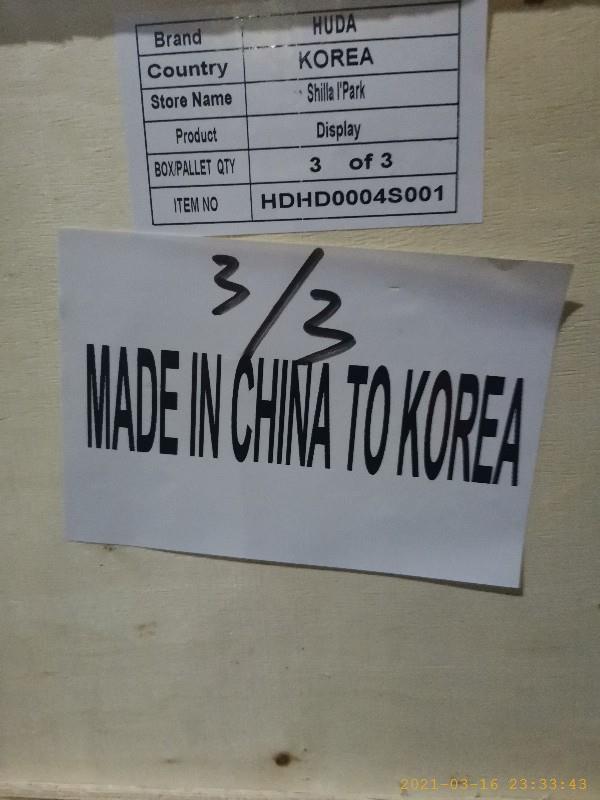 Brand HUDA
Country KOREA
Store Name Shilla I'Park
Product Display
BOX/PALLET QTY 3 of 3
ITEM NO HDHD0004S001
3/3
MADE IN CHINA TO KOREA
2021-03-16 23:33:43